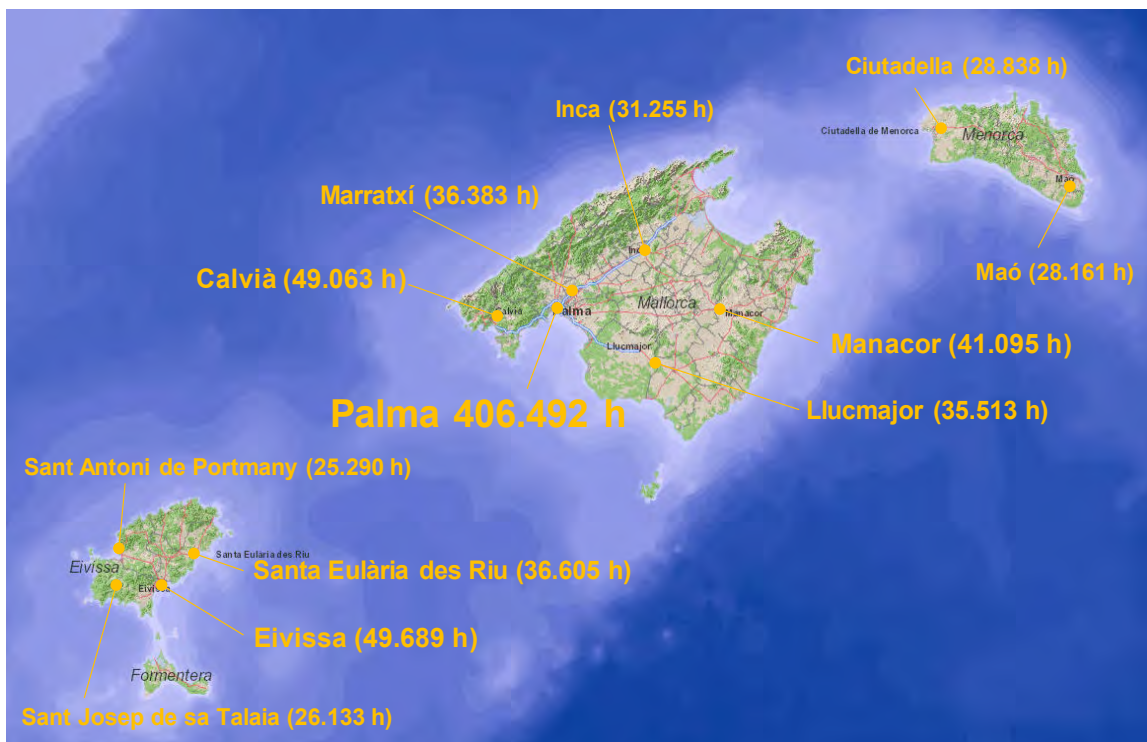 Ciutadella (28.838 h)
Inca (31.255 h)
Ciutadella de Menorca
Menorca
Maó
Marratxí (36.383 h)
Inca
Maó (28.161 h)
Calvià (49.063 h)
Mallorca
Calvià
Palma
Manacor
Manacor (41.095 h)
Llucmajor
Palma 406.492 h
Llucmajor (35.513 h)
Sant Antoni de Portmany (25.290 h)
Santa Eulària des Riu
Eivissa
Santa Eulària des Riu (36.605 h)
Eivissa
Eivissa (49.689 h)
Formentera
Sant Josep de sa Talaia (26.133 h)